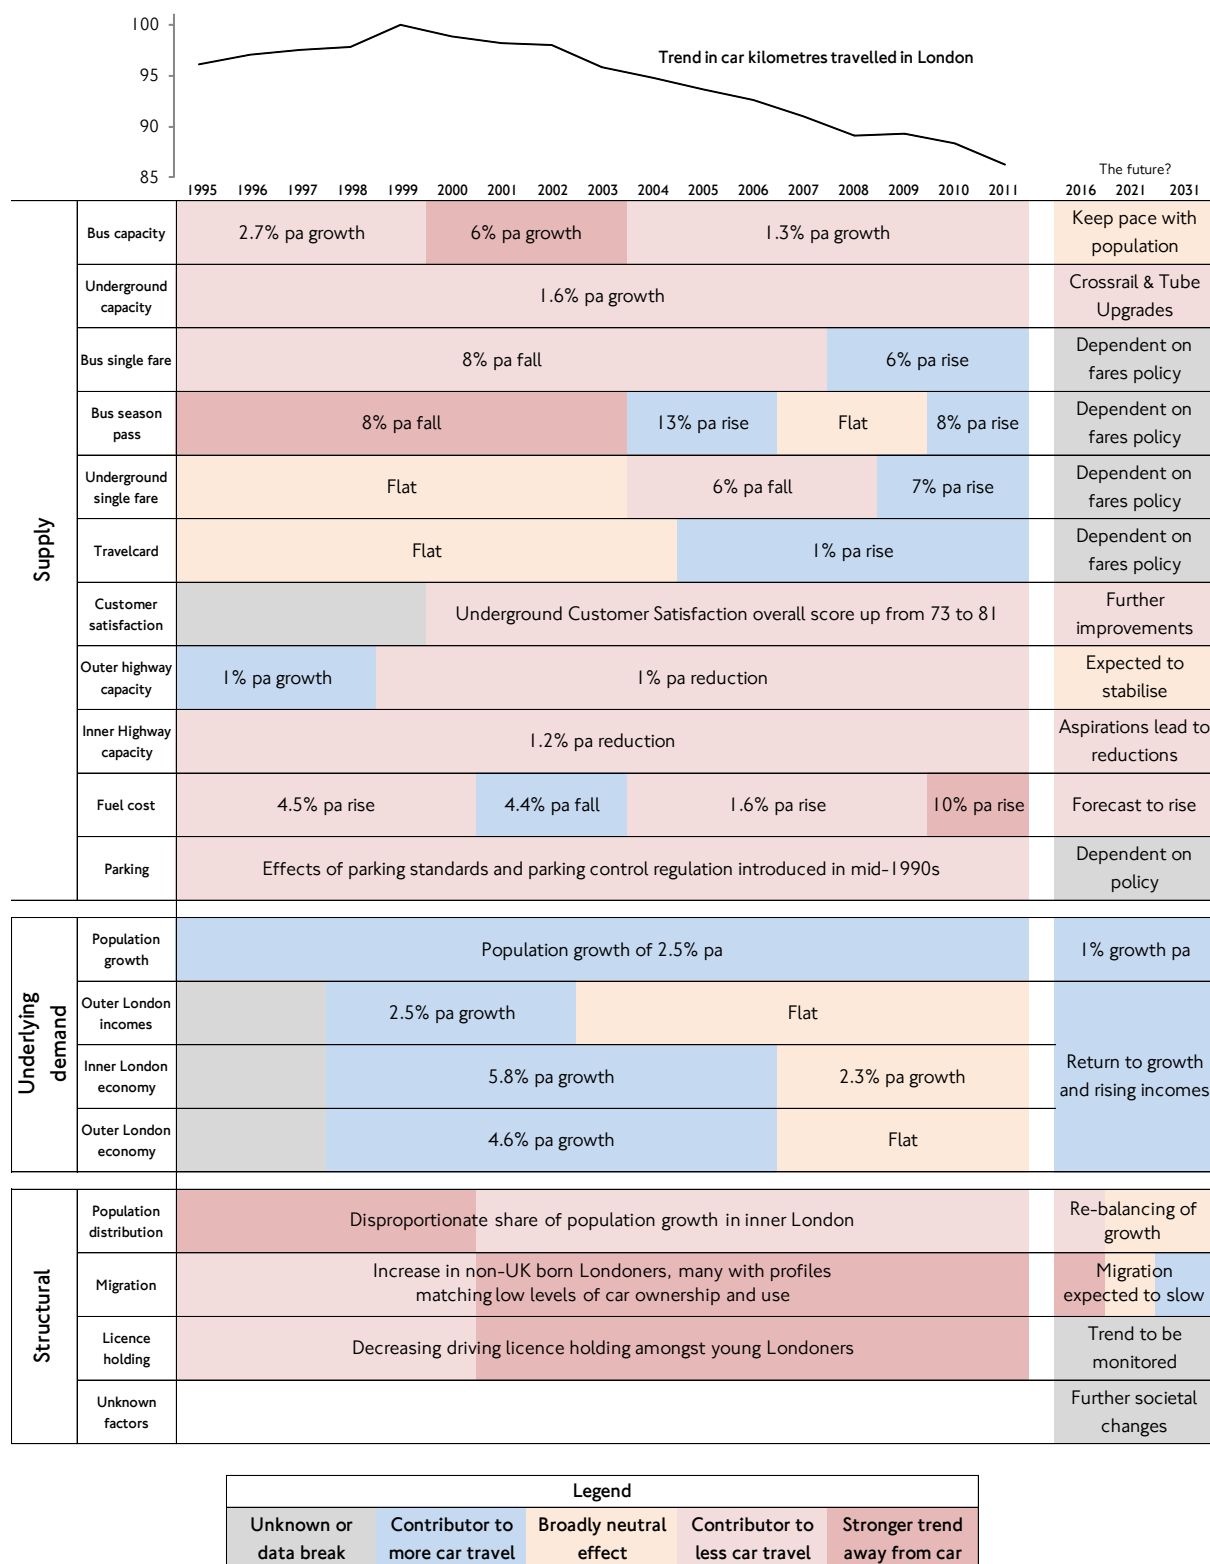 100
Trend in car kilometres travelled in London
95
90
85
The future?
1995 1996 1997 1998 1999 2000 2001 2002 2003 2004 2005 2006 2007 2008 2009 2010 2011 2016 2021 2031
Supply
Bus capacity
2.7% pa growth
6% pa growth
1.3% pa growth
Keep pace with
population
Underground
capacity
1.6% pa growth
Crossrail & Tube
Upgrades
Bus single fare
8% pa fall
6% pa rise
Dependent on
fares policy
Bus season
pass
8% pa fall
13% pa rise
Flat
8% pa rise
Dependent on
fares policy
Underground
single fare
Flat
6% pa fall
7% pa rise
Dependent on
fares policy
Travelcard
Flat
1% pa rise
Dependent on
fares policy
Customer
satisfaction
Underground Customer Satisfaction overall score up from 73 to 81
Further
improvements
Outer highway
capacity
1% pa growth
1% pa reduction
Expected to
stabilise
Inner Highway
capacity
1.2% pa reduction
Aspirations lead to
reductions
Fuel cost
4.5% pa rise
4.4% pa fall
1.6% pa rise
10% pa rise
Forecast to rise
Parking
Effects of parking standards and parking control regulation introduced in mid-1990s
Dependent on
policy
Underlying
demand
Population
growth
Population growth of 2.5% pa
1% growth pa
Outer London
incomes
2.5% pa growth
Flat
Inner London
economy
5.8% pa growth
2.3% pa growth
Return to growth
and rising incomes
Outer London
economy
4.6% pa growth
Flat
Structural
Population
distribution
Disproportionate share of population growth in inner London
Re-balancing of
growth
Migration
Increase in non-UK born Londoners, many with profiles
matching low levels of car ownership and use
Migration
expected to slow
Licence
holding
Decreasing driving licence holding amongst young Londoners
Trend to be
monitored
Unknown
factors
Further societal
changes
Legend
Unknown or
data break
Contributor to
more car travel
Broadly neutral
effect
Contributor to
less car travel
Stronger trend
away from car